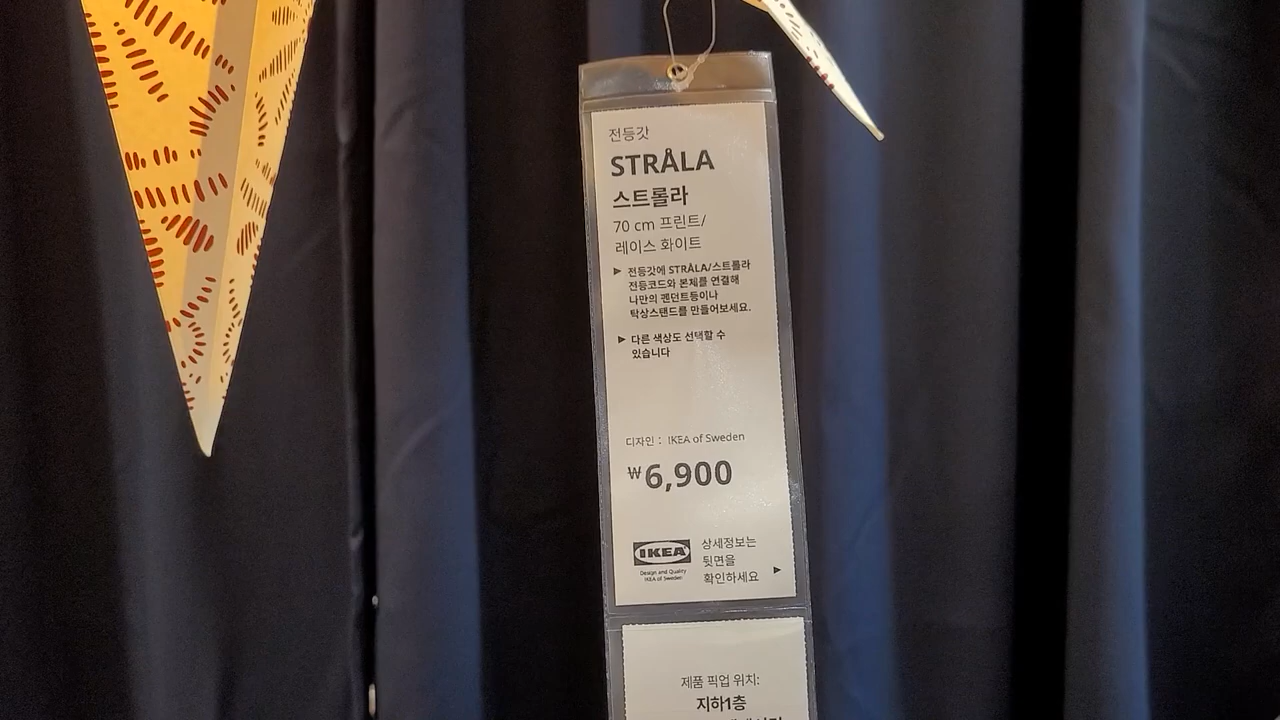 전등갓
STRÅLA
스트롤라
70 cm 프린트/
레이스 화이트
▶ 전등갓에 STRÅLA/스트롤라
전등코드와 본체를 연결해
나만의 펜던트등이나
탁상스탠드를 만들어보세요.
▶ 다른 색상도 선택할 수
있습니다
디자인 : IKEA of Sweden
₩6,900
IKEA
Design and Quality
IKEA of Sweden
상세정보는
뒷면을
확인하세요 ▶
제품 픽업 위치:
지하1층